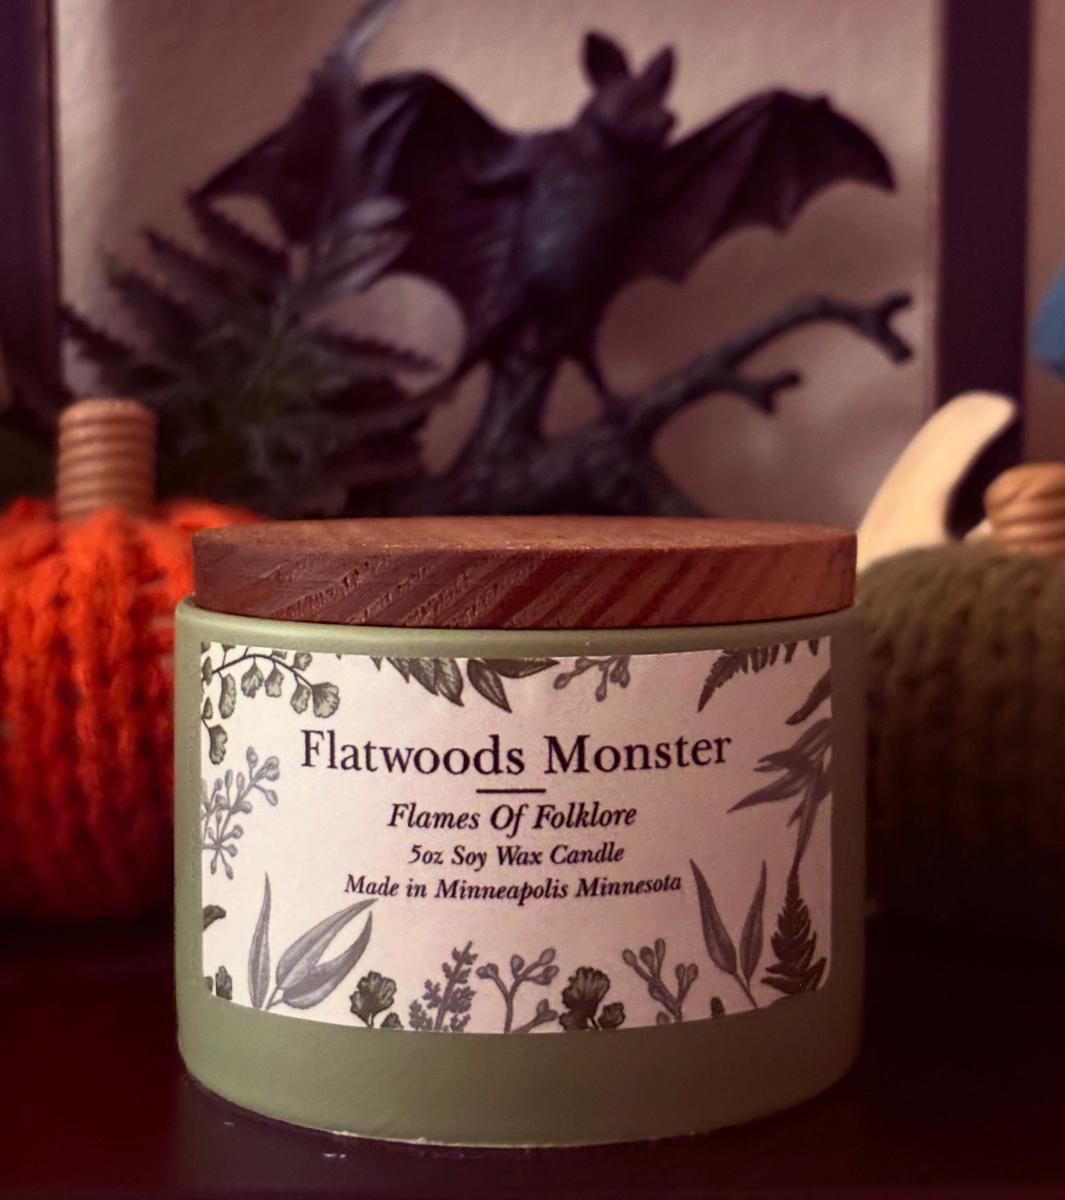 Flatwoods Monster
Flames Of Folklore
5oz Soy Wax Candle
Made in Minneapolis Minnesota